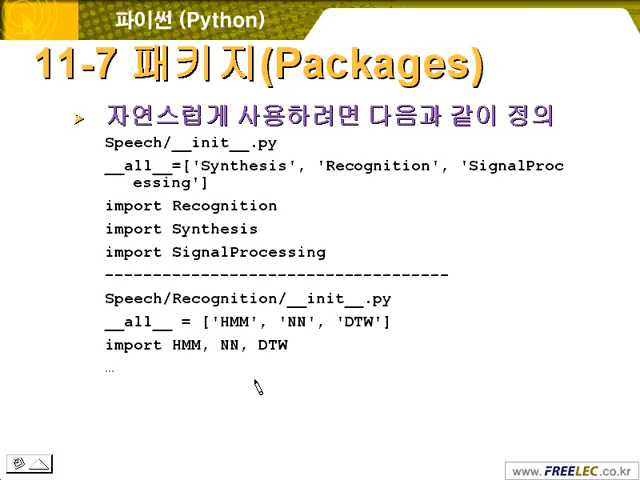 파이썬 (Python)
11-7 패키지(Packages)
자연스럽게 사용하려면 다음과 같이 정의
Speech/__init__.py
__all__=['Synthesis', 'Recognition', 'SignalProc
essing']
import Recognition
import Synthesis
import SignalProcessing
------------------------------------
Speech/Recognition/__init__.py
__all__ = ['HMM', 'NN', 'DTW']
import HMM, NN, DTW
…
www.FREELEC.co.kr